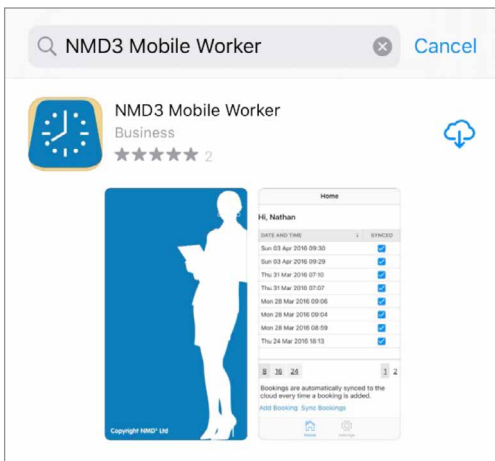 NMD3 Mobile Worker
Cancel
NMD3 Mobile Worker
Business
2
Copyright NMD³ Ltd
Home
Hi, Nathan
DATE AND TIME SYNCED
Sun 03 Apr 2016 09:30
Sun 03 Apr 2016 09:29
Thu 31 Mar 2016 07:10
Thu 31 Mar 2016 07:07
Mon 28 Mar 2016 09:06
Mon 28 Mar 2016 09:04
Mon 28 Mar 2016 08:59
Thu 24 Mar 2016 18:13
8 16 24 1 2
Bookings are automatically synced to the
cloud every time a booking is added.
Add Booking Sync Bookings
Home Settings